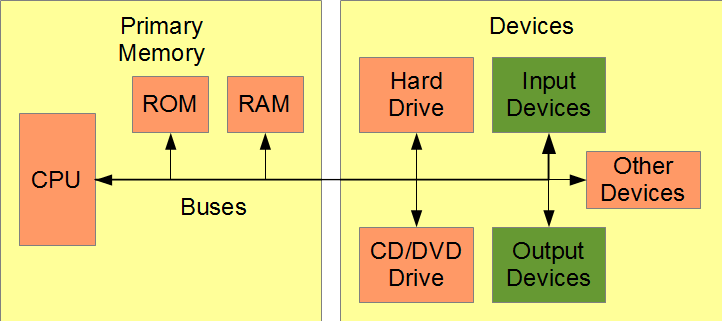 Primary
Memory
ROM
RAM
CPU
Buses
Devices
Hard
Drive
Input
Devices
Other
Devices
CD/DVD
Drive
Output
Devices